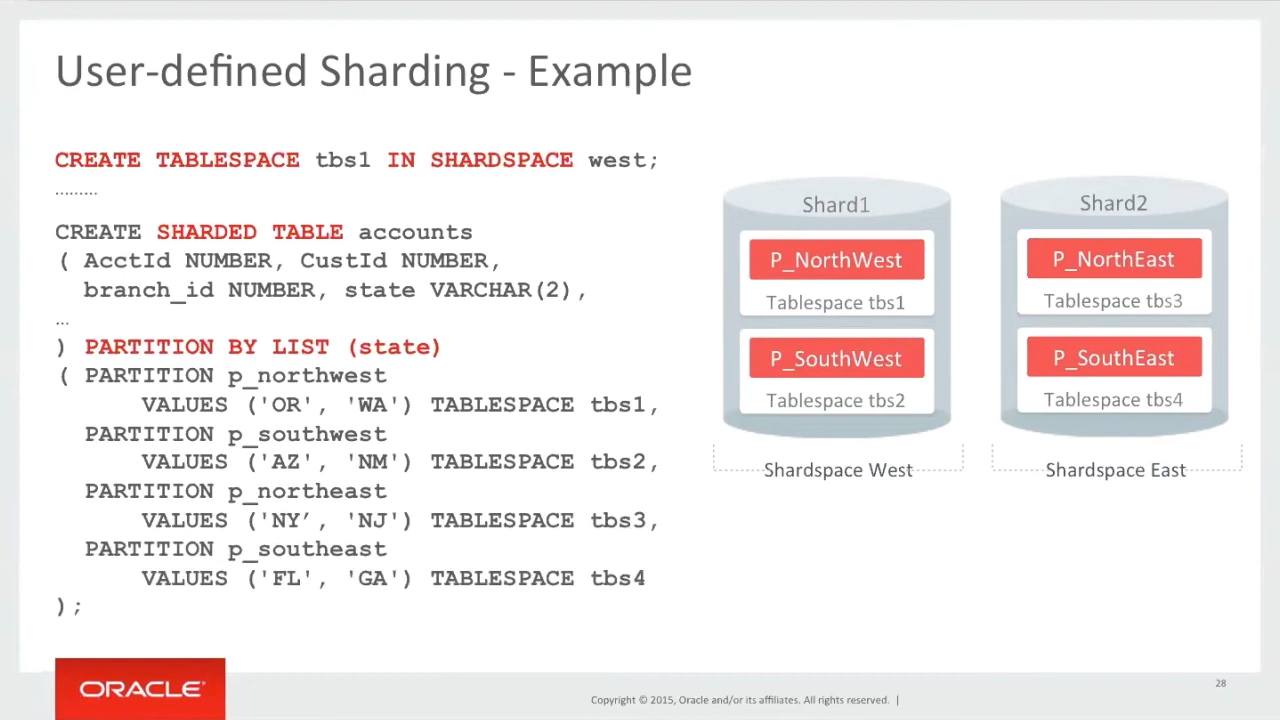 User-defined Sharding - Example
CREATE TABLESPACE tbs1 IN SHARDSPACE west;
.........
CREATE SHARDED TABLE accounts
( AcctId NUMBER, CustId NUMBER,
branch_id NUMBER, state VARCHAR(2),
...
) PARTITION BY LIST (state)
( PARTITION p_northwest
VALUES ('OR', 'WA') TABLESPACE tbs1,
PARTITION p_southwest
VALUES ('AZ', 'NM') TABLESPACE tbs2,
PARTITION p_northeast
VALUES ('NY’, 'NJ') TABLESPACE tbs3,
PARTITION p_southeast
VALUES ('FL', 'GA') TABLESPACE tbs4
);
Shard1
P_NorthWest
Tablespace tbs1
P_SouthWest
Tablespace tbs2
Shardspace West
Shard2
P_NorthEast
Tablespace tbs3
P_SouthEast
Tablespace tbs4
Shardspace East
ORACLE®
Copyright © 2015, Oracle and/or its affiliates. All rights reserved. |
28